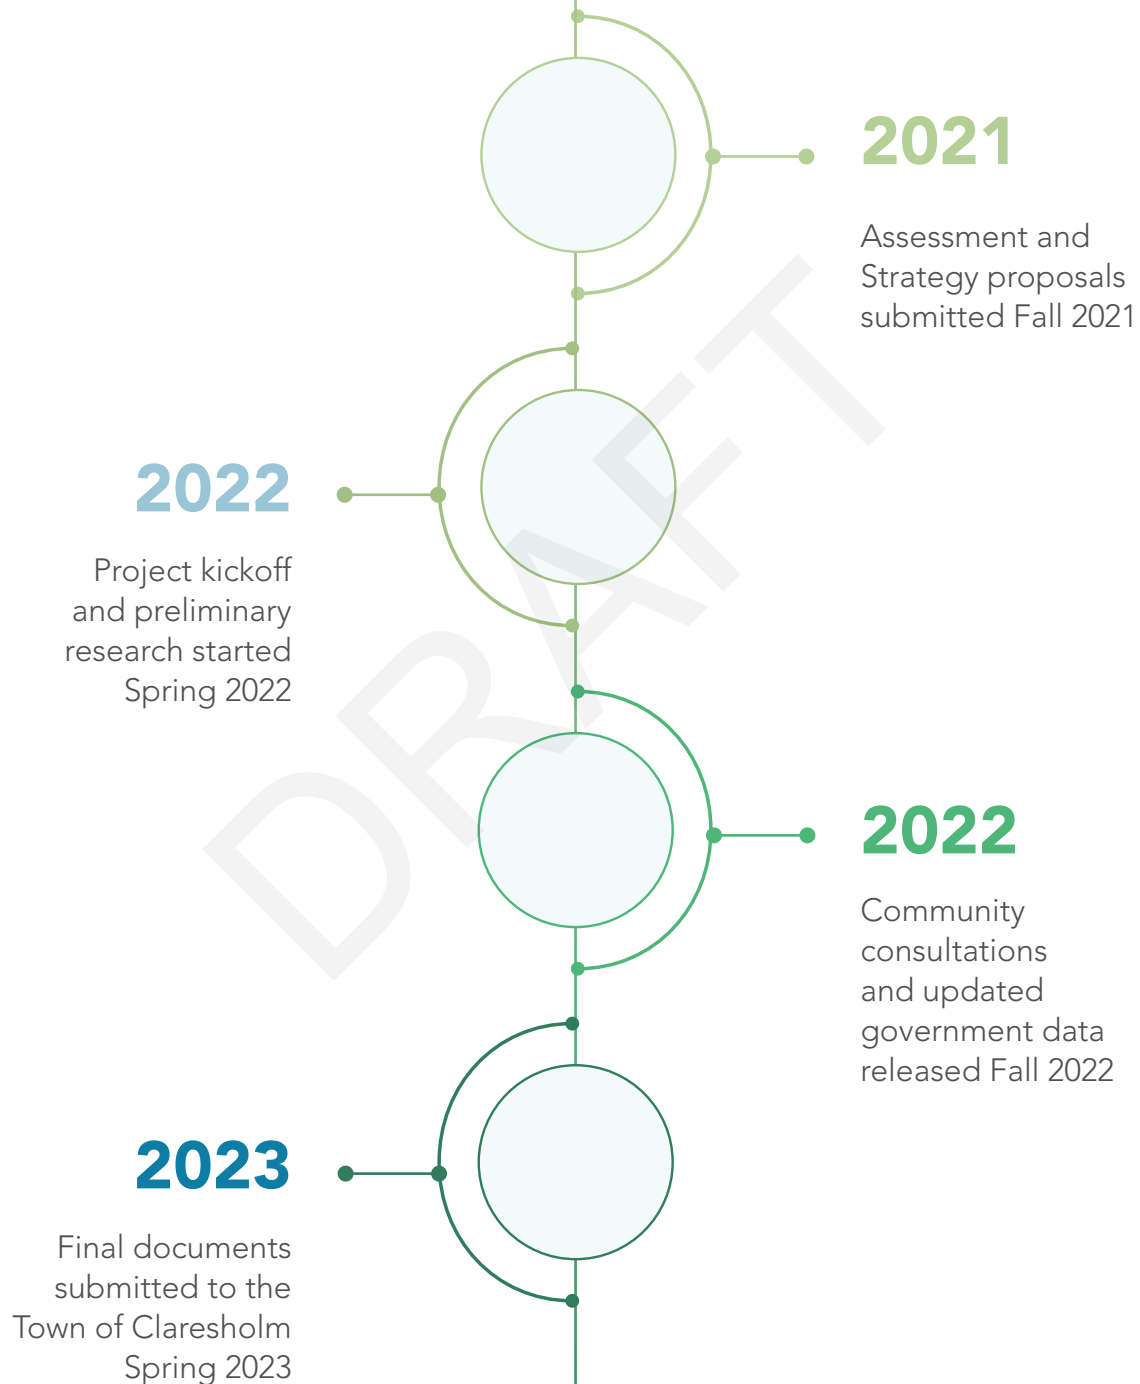 2021
Assessment and
Strategy proposals
submitted Fall 2021
2022
Project kickoff
and preliminary
research started
Spring 2022
2022
Community
consultations
and updated
government data
released Fall 2022
2023
Final documents
submitted to the
Town of Claresholm
Spring 2023
DRAFT